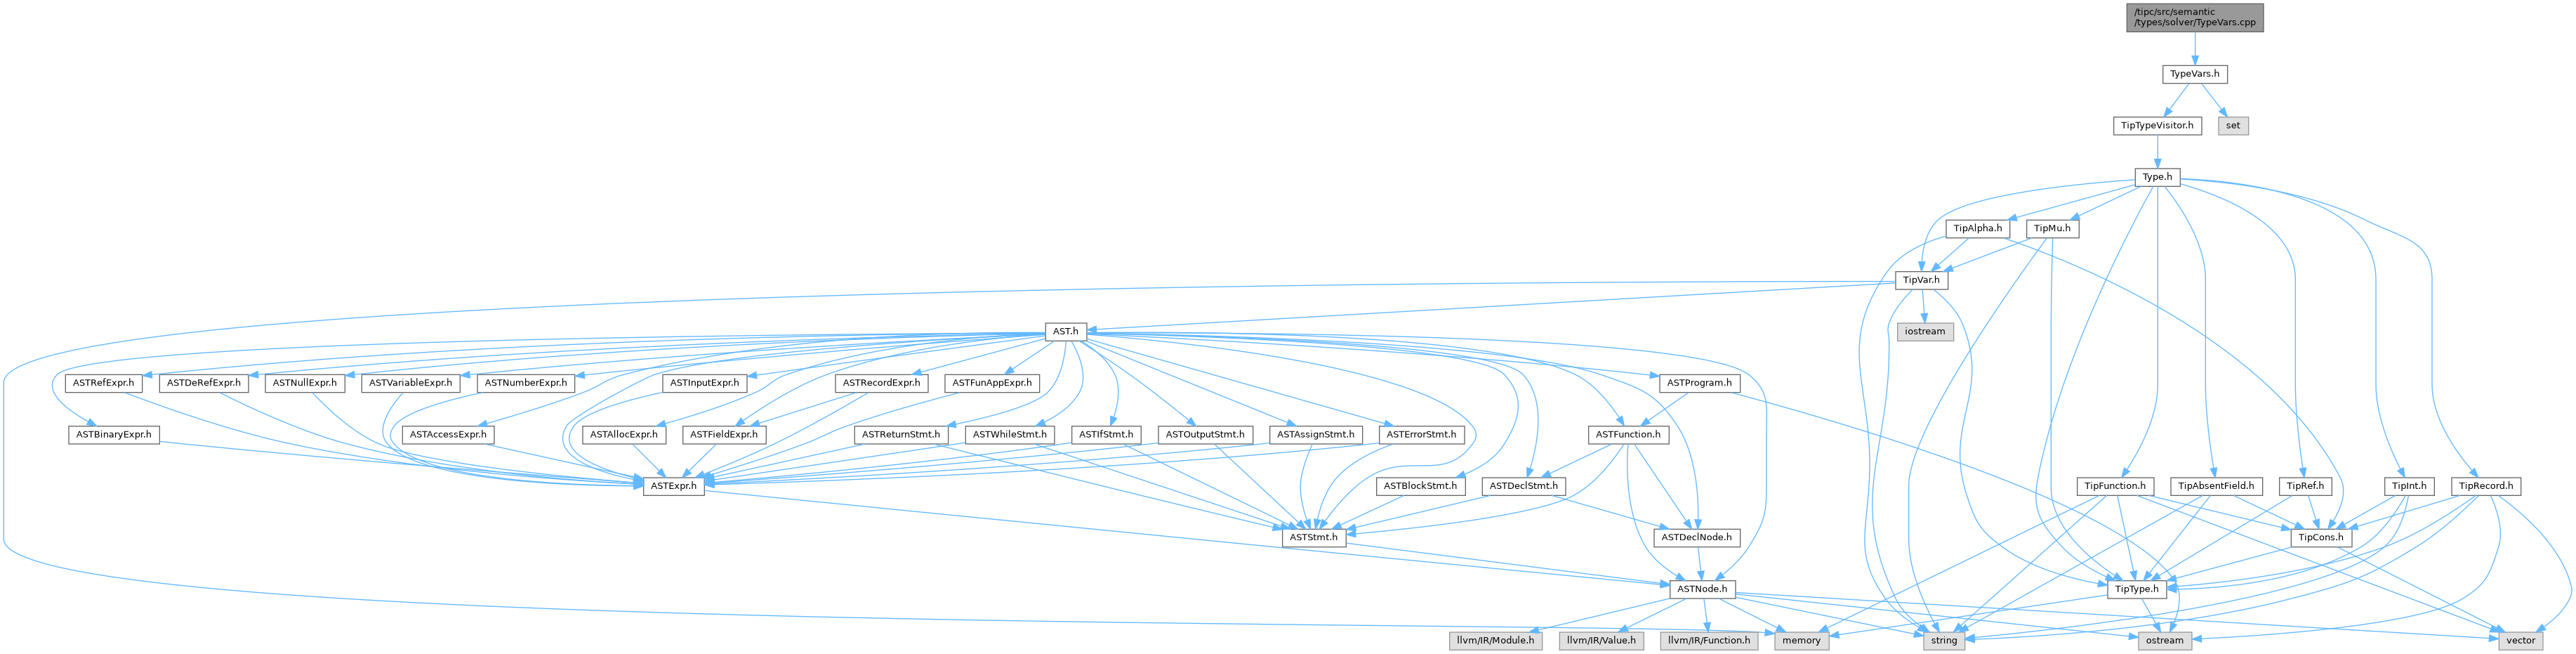 /tipc/src/semantic
/types/solver/TypeVars.cpp
TypeVars.h
TipTypeVisitor.h
set
Type.h
TipAlpha.h
TipMu.h
TipVar.h
AST.h
iostream
ASTRefExpr.h
ASTDeRefExpr.h
ASTNullExpr.h
ASTVariableExpr.h
ASTNumberExpr.h
ASTInputExpr.h
ASTRecordExpr.h
ASTFunAppExpr.h
ASTProgram.h
ASTBinaryExpr.h
ASTAccessExpr.h
ASTAllocExpr.h
ASTFieldExpr.h
ASTReturnStmt.h
ASTWhileStmt.h
ASTIfStmt.h
ASTOutputStmt.h
ASTAssignStmt.h
ASTErrorStmt.h
ASTFunction.h
ASTExpr.h
ASTBlockStmt.h
ASTDeclStmt.h
TipFunction.h
TipAbsentField.h
TipRef.h
TipInt.h
TipRecord.h
ASTStmt.h
ASTDeclNode.h
TipCons.h
ASTNode.h
TipType.h
llvm/IR/Module.h
llvm/IR/Value.h
llvm/IR/Function.h
memory
string
ostream
vector